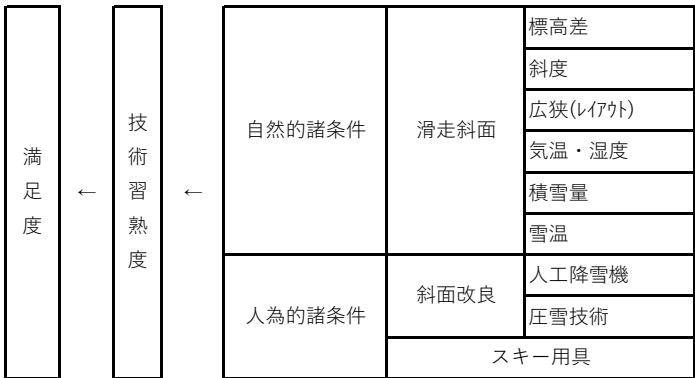 満足度
←
技術習熟度
←
自然的諸条件
滑走斜面
標高差
斜度
広狭(ﾚｲｱｳﾄ)
気温・湿度
積雪量
雪温
人為的諸条件
斜面改良
人工降雪機
圧雪技術
スキー用具